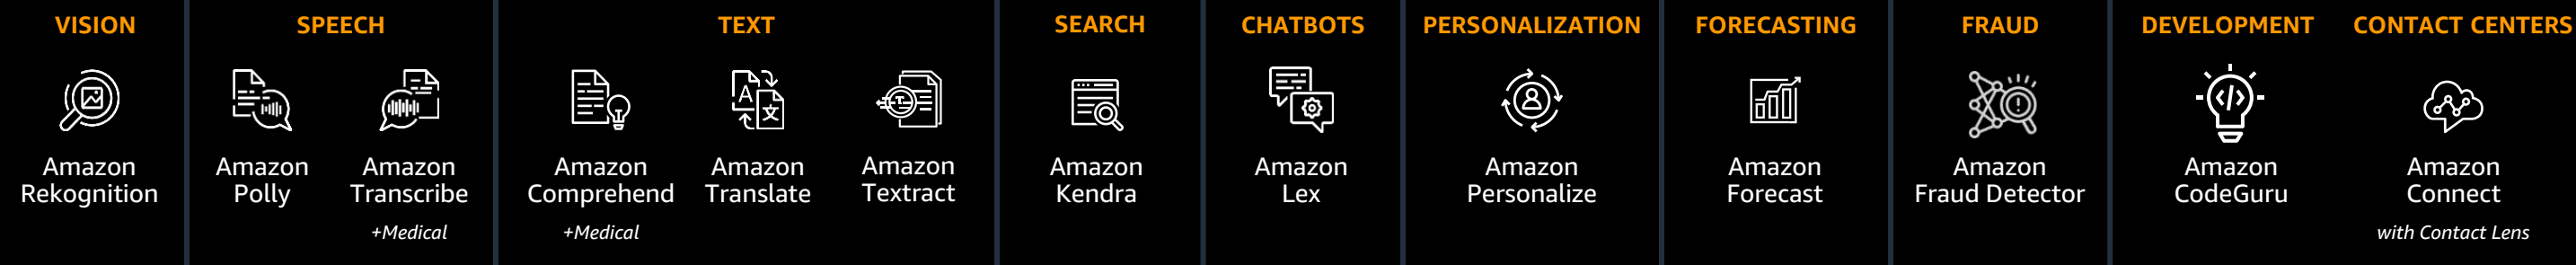 VISION
Amazon
Rekognition
SPEECH
Amazon
Polly
Amazon
Transcribe
+Medical
TEXT
Amazon
Comprehend
+Medical
Amazon
Translate
Amazon
Textract
SEARCH
Amazon
Kendra
CHATBOTS
Amazon
Lex
PERSONALIZATION
Amazon
Personalize
FORECASTING
Amazon
Forecast
FRAUD
Amazon
Fraud Detector
DEVELOPMENT
Amazon
CodeGuru
CONTACT CENTERS
Amazon
Connect
with Contact Lens